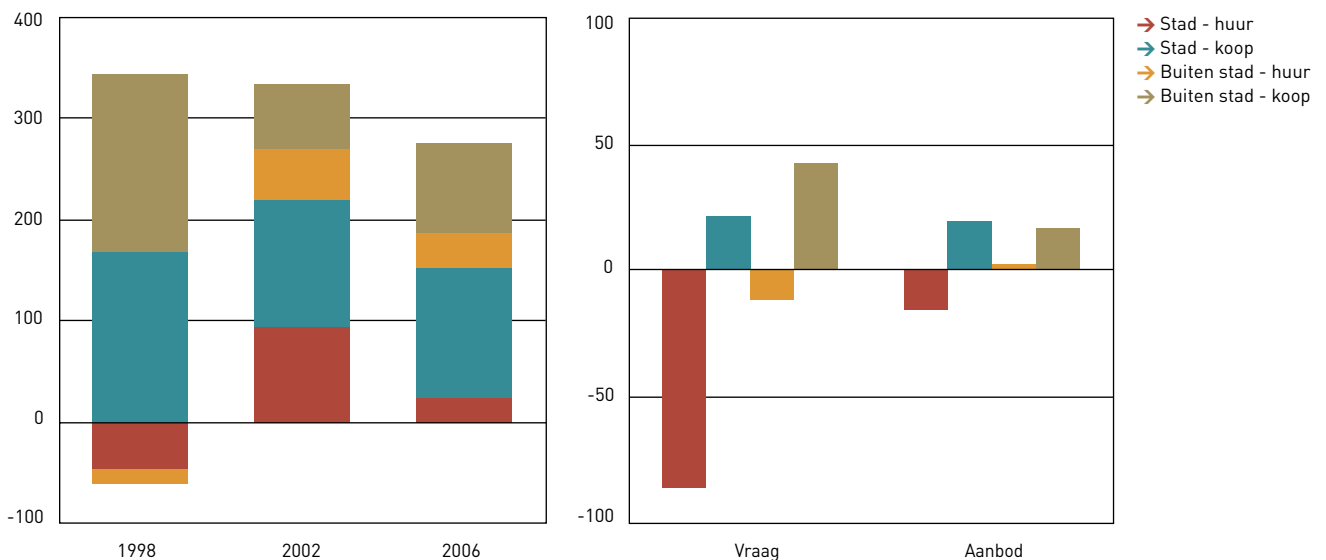 400
300
200
100
0
-100
1998 2002 2006
100
50
0
-50
-100
Vraag Aanbod
Stad - huur
Stad - koop
Buiten stad - huur
Buiten stad - koop